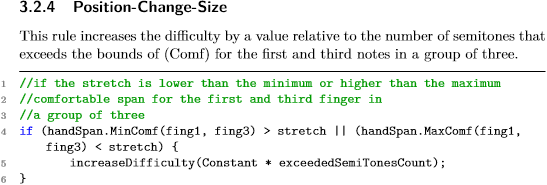 3.2.4 Position-Change-Size
This rule increases the difficulty by a value relative to the number of semitones that
exceeds the bounds of (Comf) for the first and third notes in a group of three.
1 //if the stretch is lower than the minimum or higher than the maximum
2 //comfortable span for the first and third finger in
3 //a group of three
4 if (handSpan.MinComf(fing1, fing3) > stretch || (handSpan.MaxComf(fing1,
fing3) < stretch) {
5 increaseDifficulty(Constant * exceededSemiTonesCount);
6 }